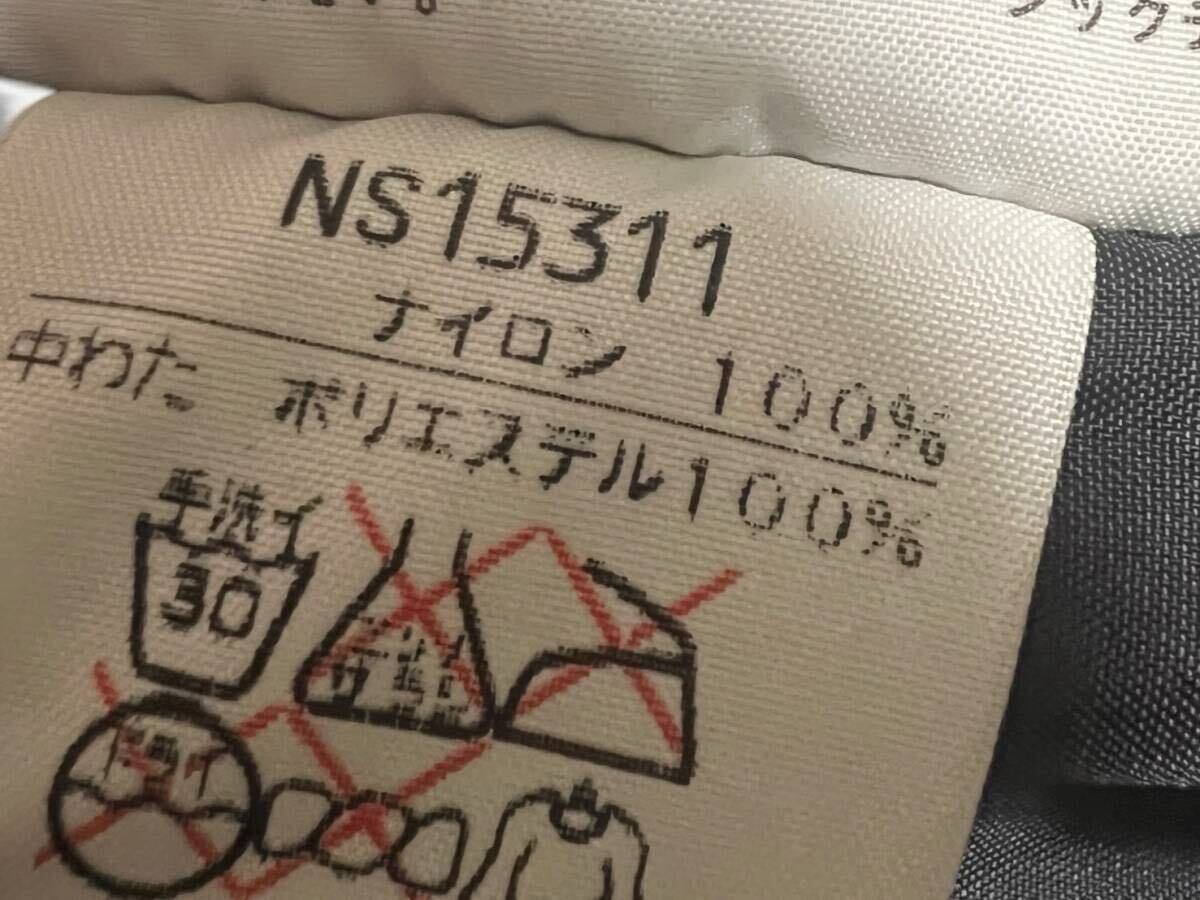 NS15311
ナイロン 100%
中わた ポリエステル100%
手洗イ
30
ドライ